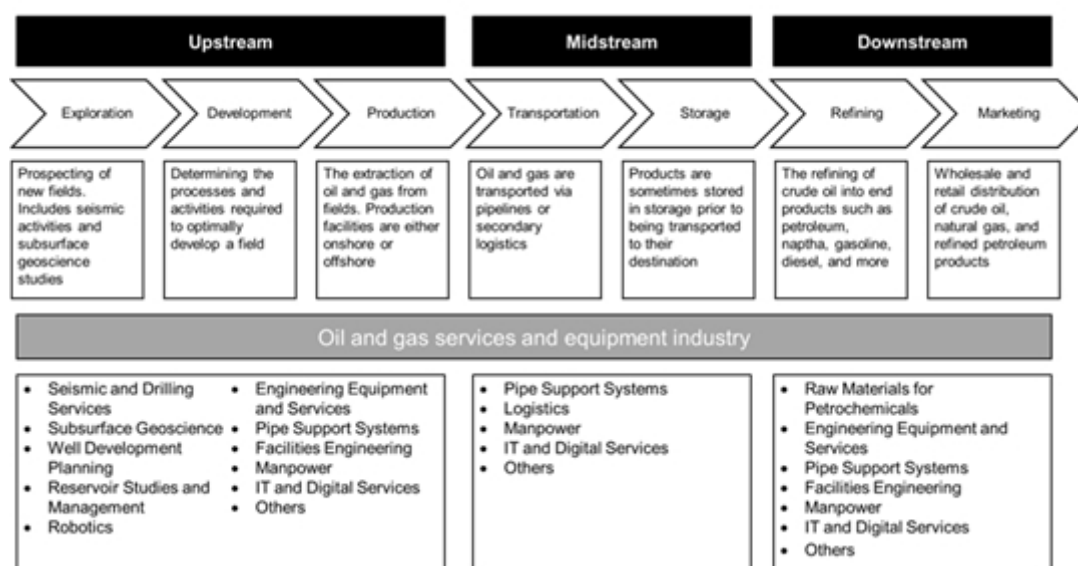 Upstream
Midstream
Downstream
Exploration
Development
Production
Transportation
Storage
Refining
Marketing
Prospecting of
new fields.
Includes seismic
activities and
subsurface
geoscience
studies
Determining the
processes and
activities required
to optimally
develop a field
The extraction of
oil and gas from
fields. Production
facilities are either
onshore or
offshore
Oil and gas are
transported via
pipelines or
secondary
logistics
Products are
sometimes stored
in storage prior to
being transported
to their
destination
The refining of
crude oil into end
products such as
petroleum,
naptha, gasoline,
diesel, and more
Wholesale and
retail distribution
of crude oil,
natural gas, and
refined petroleum
products
Oil and gas services and equipment industry
• Seismic and Drilling
Services
• Subsurface Geoscience
• Well Development
Planning
• Reservoir Studies and
Management
• Robotics
• Engineering Equipment
and Services
• Pipe Support Systems
• Facilities Engineering
• Manpower
• IT and Digital Services
• Others
• Pipe Support Systems
• Logistics
• Manpower
• IT and Digital Services
• Others
• Raw Materials for
Petrochemicals
• Engineering Equipment and
Services
• Pipe Support Systems
• Facilities Engineering
• Manpower
• IT and Digital Services
• Others